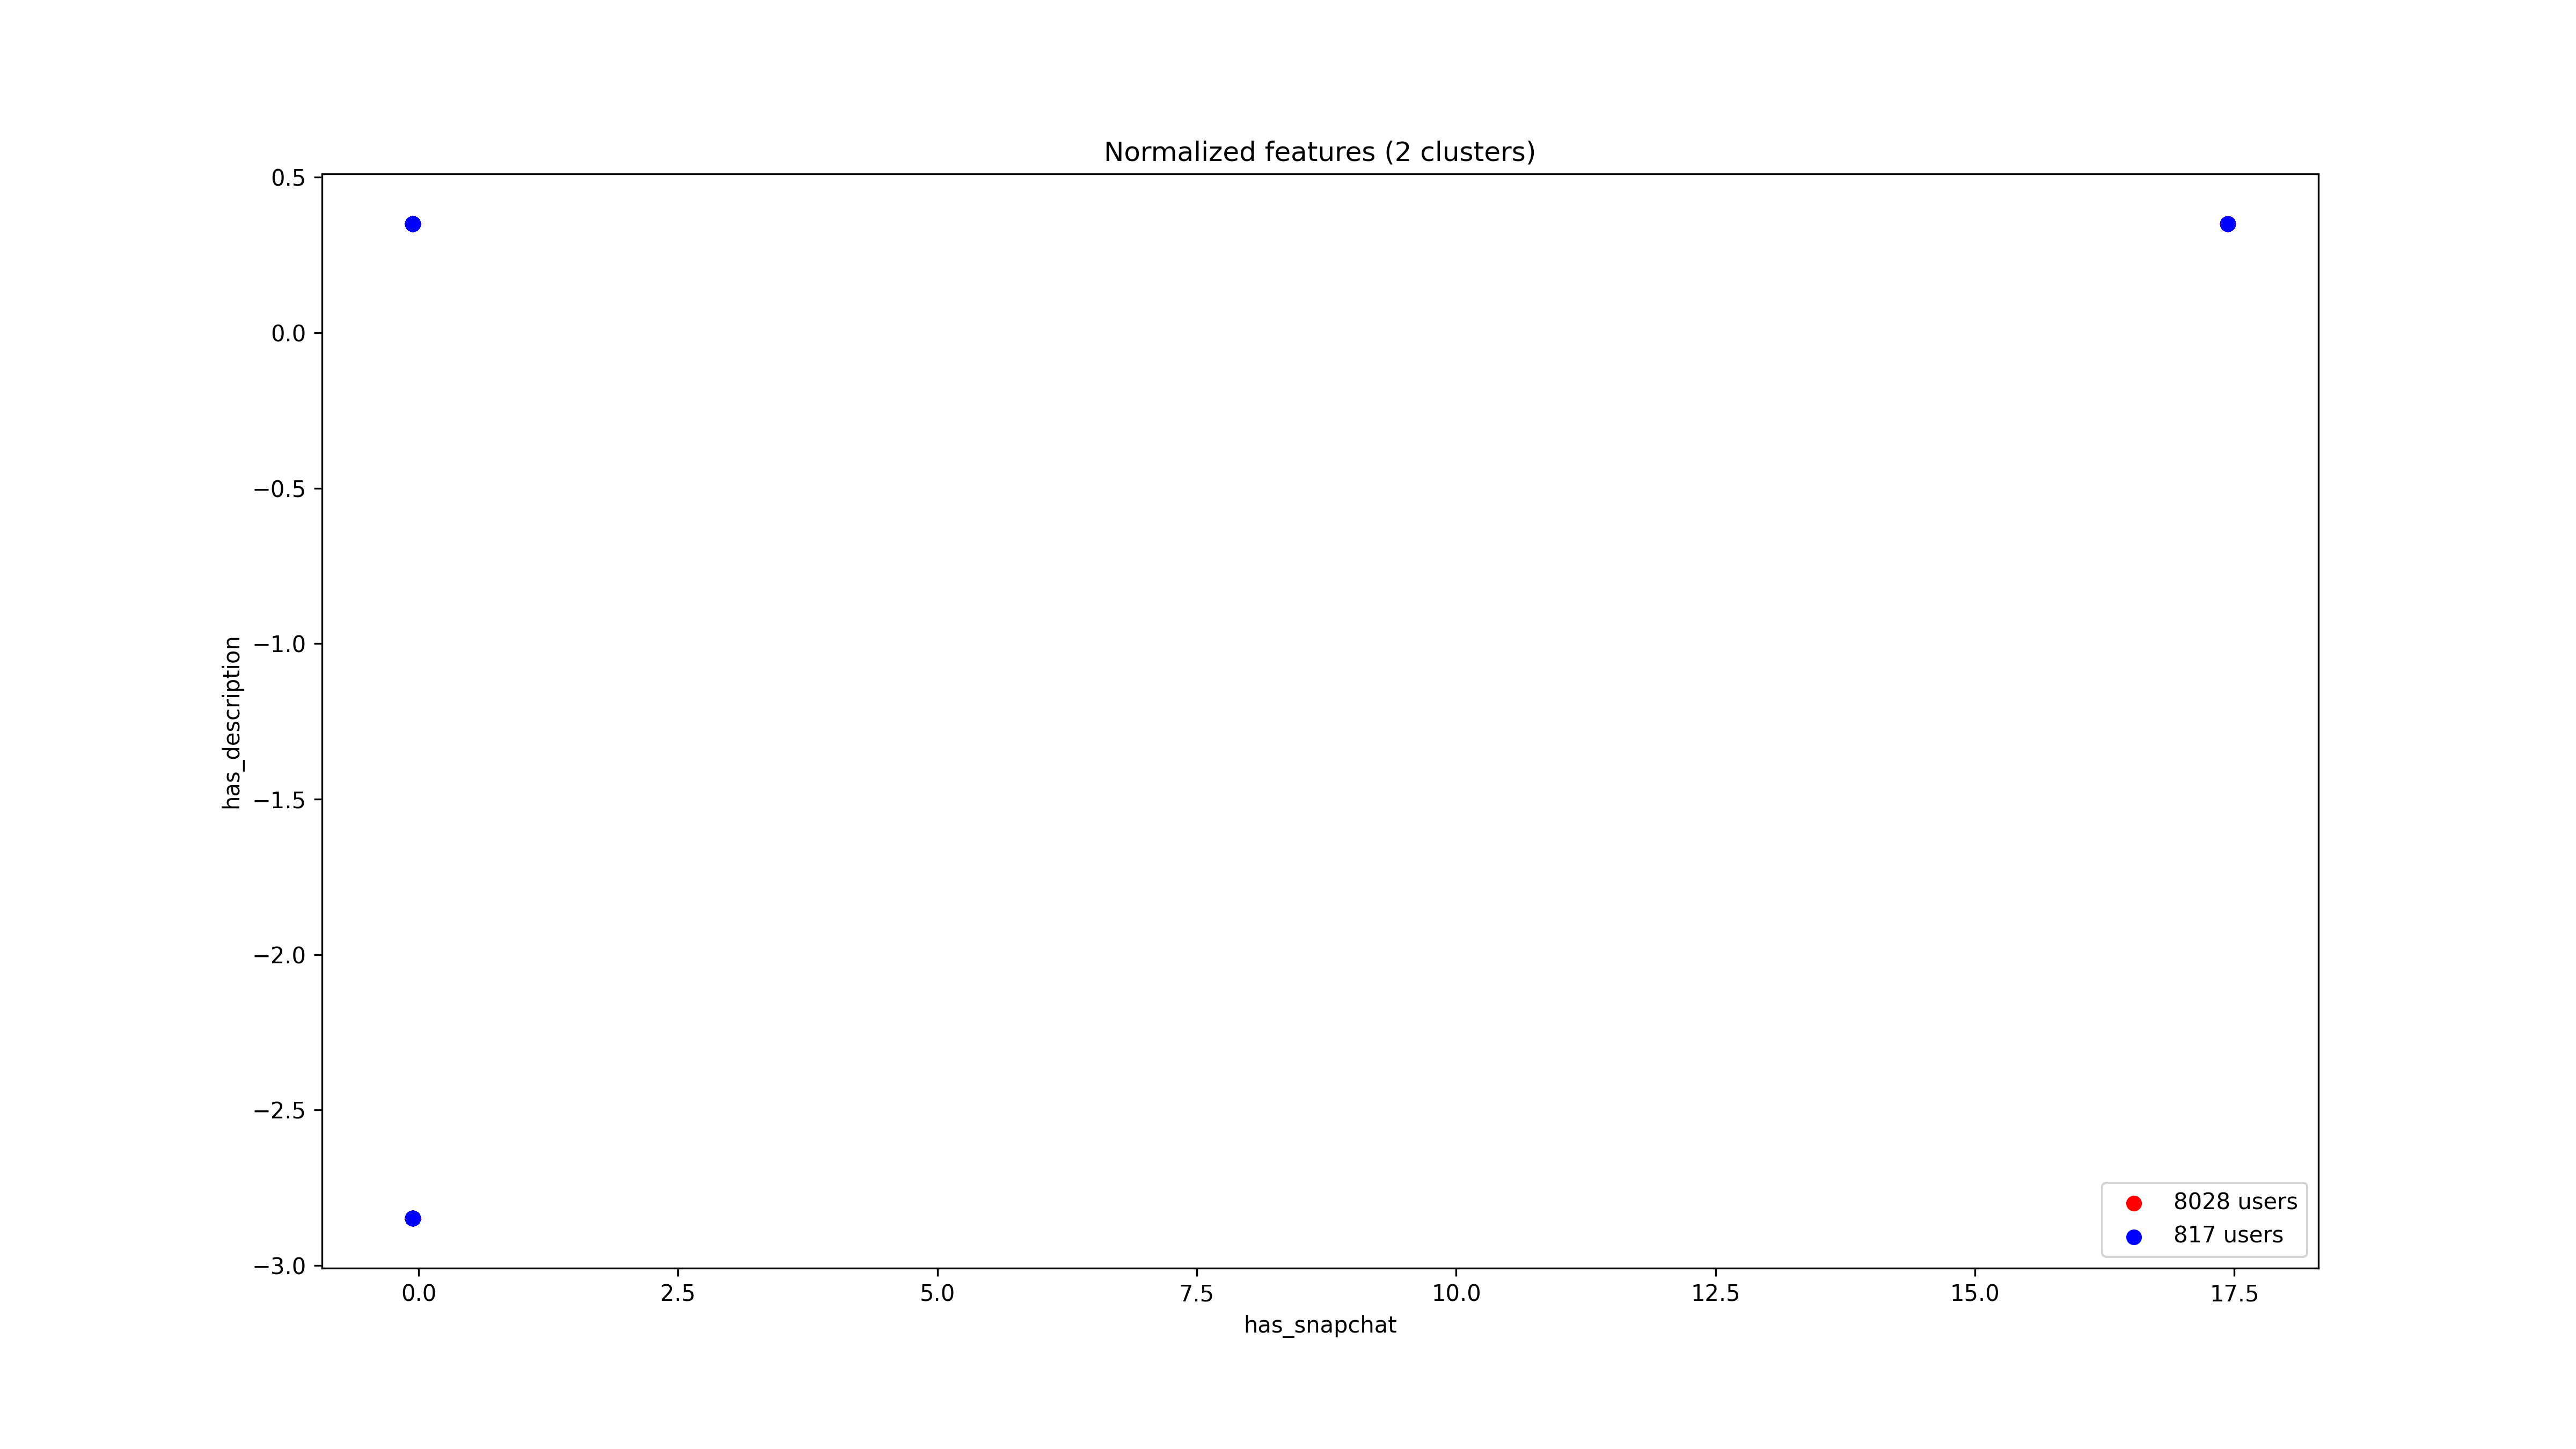 Normalized features (2 clusters)
0.5
0.0
−0.5
−1.0
−1.5
−2.0
−2.5
−3.0
has_description
0.0 2.5 5.0 7.5 10.0 12.5 15.0 17.5
has_snapchat
8028 users
817 users